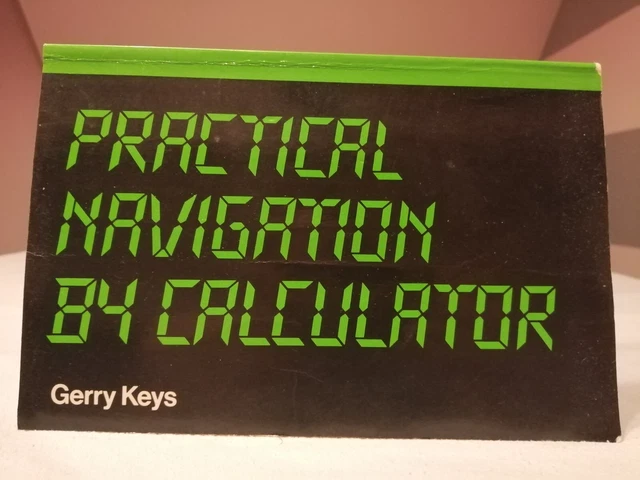 PRACTICAL
NAVIGATION
BY CALCULATOR
Gerry Keys